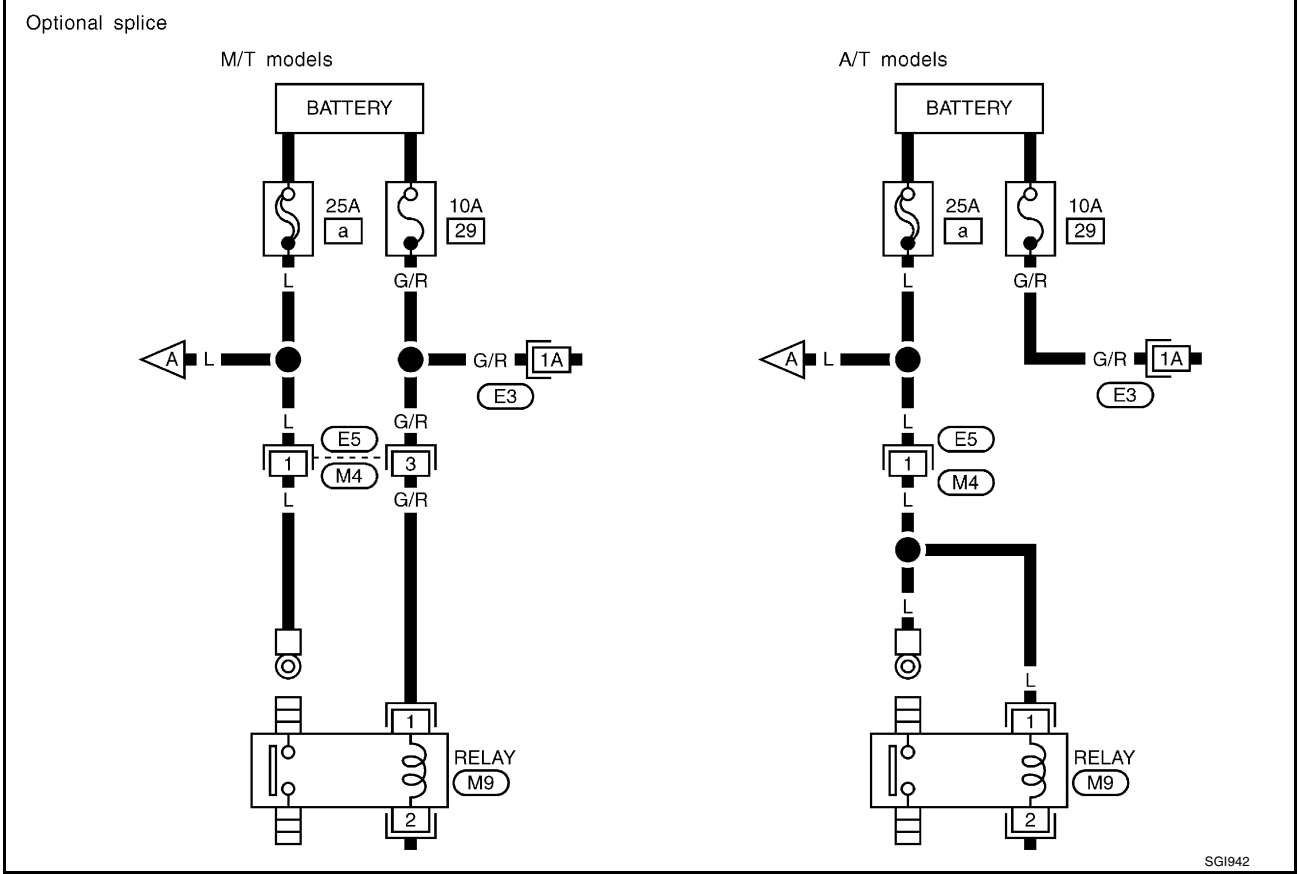 Optional splice
M/T models
BATTERY
25A
a
10A
29
L
G/R
A
L
G/R
1A
E3
L
G/R
E5
1
3
M4
L
G/R
1
RELAY
M9
2
A/T models
BATTERY
25A
a
10A
29
L
G/R
A
L
G/R
1A
E3
L
E5
1
M4
L
L
L
1
RELAY
M9
2
SGI942